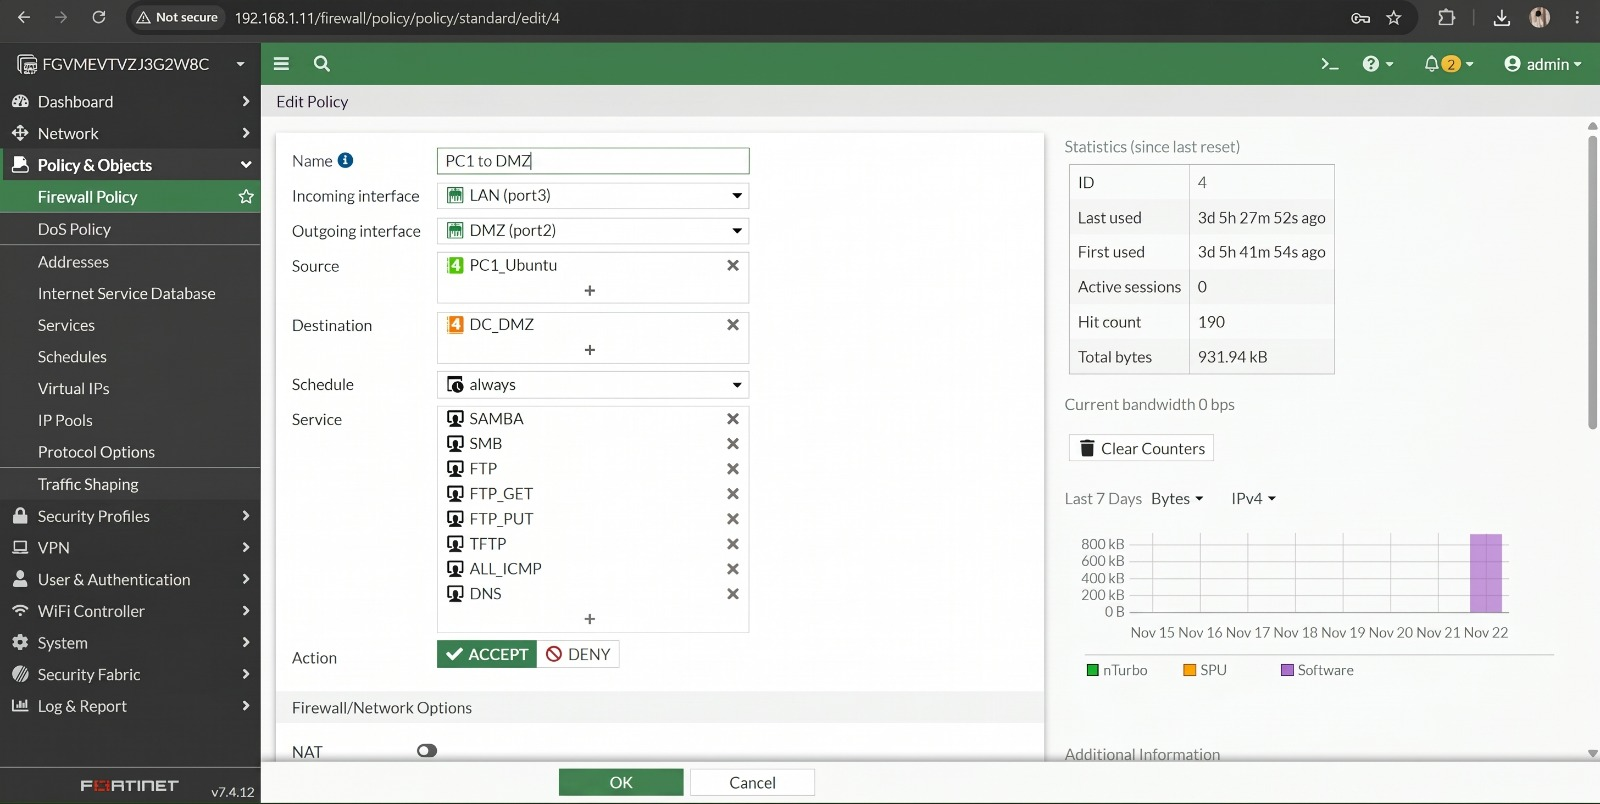 Not secure 192.168.1.11/firewall/policy/policy/standard/edit/4
FGVMEVTVZJ3G2W8C
>_ ? 2 admin
Dashboard
Network
Policy & Objects
Firewall Policy
DoS Policy
Addresses
Internet Service Database
Services
Schedules
Virtual IPs
IP Pools
Protocol Options
Traffic Shaping
Security Profiles
VPN
User & Authentication
WiFi Controller
System
Security Fabric
Log & Report
FORTINET v7.4.12
Edit Policy
Name i PC1 to DMZ
Incoming interface LAN (port3)
Outgoing interface DMZ (port2)
Source 4 PC1_Ubuntu
+
Destination 4 DC_DMZ
+
Schedule always
Service SAMBA
SMB
FTP
FTP_GET
FTP_PUT
TFTP
ALL_ICMP
DNS
+
Action ACCEPT DENY
Firewall/Network Options
NAT
OK Cancel
Statistics (since last reset)
ID 4
Last used 3d 5h 27m 52s ago
First used 3d 5h 41m 54s ago
Active sessions 0
Hit count 190
Total bytes 931.94 kB
Current bandwidth 0 bps
Clear Counters
Last 7 Days Bytes IPv4
800 kB
600 kB
400 kB
200 kB
0 B
Nov 15 Nov 16 Nov 17 Nov 18 Nov 19 Nov 20 Nov 21 Nov 22
nTurbo SPU Software
Additional Information